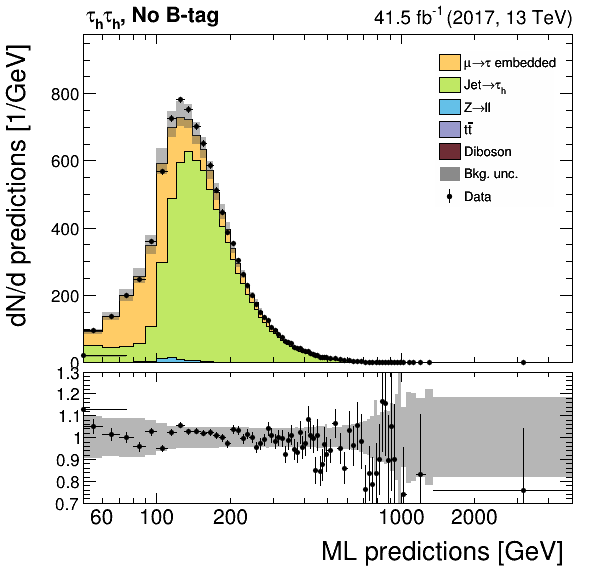 τhτh, No B-tag
41.5 fb⁻¹ (2017, 13 TeV)
dN/d predictions [1/GeV]
800
600
400
200
0
μ→τ embedded
Jet→τh
Z→ll
tt̅
Diboson
Bkg. unc.
Data
1.3
1.2
1.1
1
0.9
0.8
0.7
60 100 200 1000 2000
ML predictions [GeV]